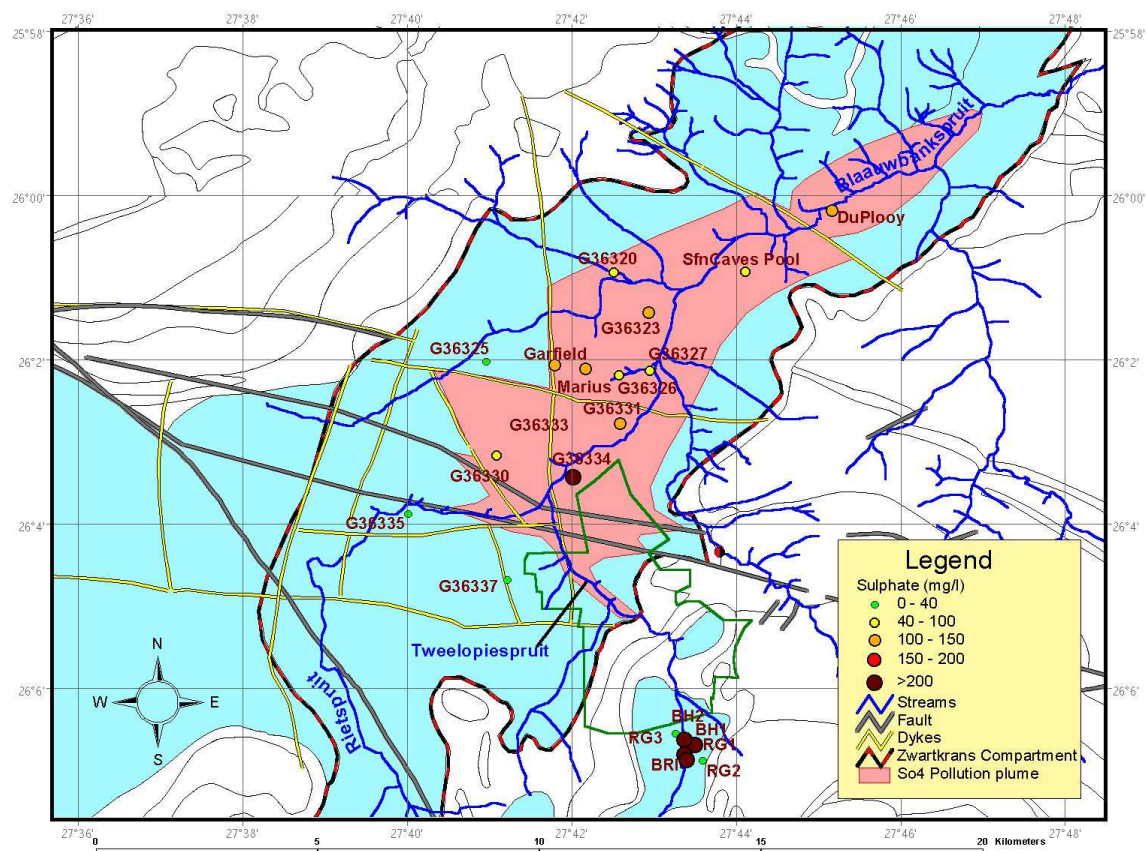 27°36' 27°38' 27°40' 27°42' 27°44' 27°46' 27°48'
25°58' 25°58'
Blaauwbankspruit
26°00' 26°00'
DuPlooy
G36320 SfnCaves Pool
G36323
G36325 Garfield G36327
26°2' 26°2'
Marius G36326
G36331
G36333
G36334
G36330
G36335
26°4' 26°4'
G36337
Tweelopiespruit
Rietspruit
26°6' 26°6'
BH2
BH1
RG3 RG1
BRI RG2
N
W E
S
Legend
Sulphate (mg/l)
0 - 40
40 - 100
100 - 150
150 - 200
>200
Streams
Fault
Dykes
Zwartkrans Compartment
So4 Pollution plume
27°36' 27°38' 27°40' 27°42' 27°44' 27°46' 27°48'
0 5 10 15 20 Kilometers